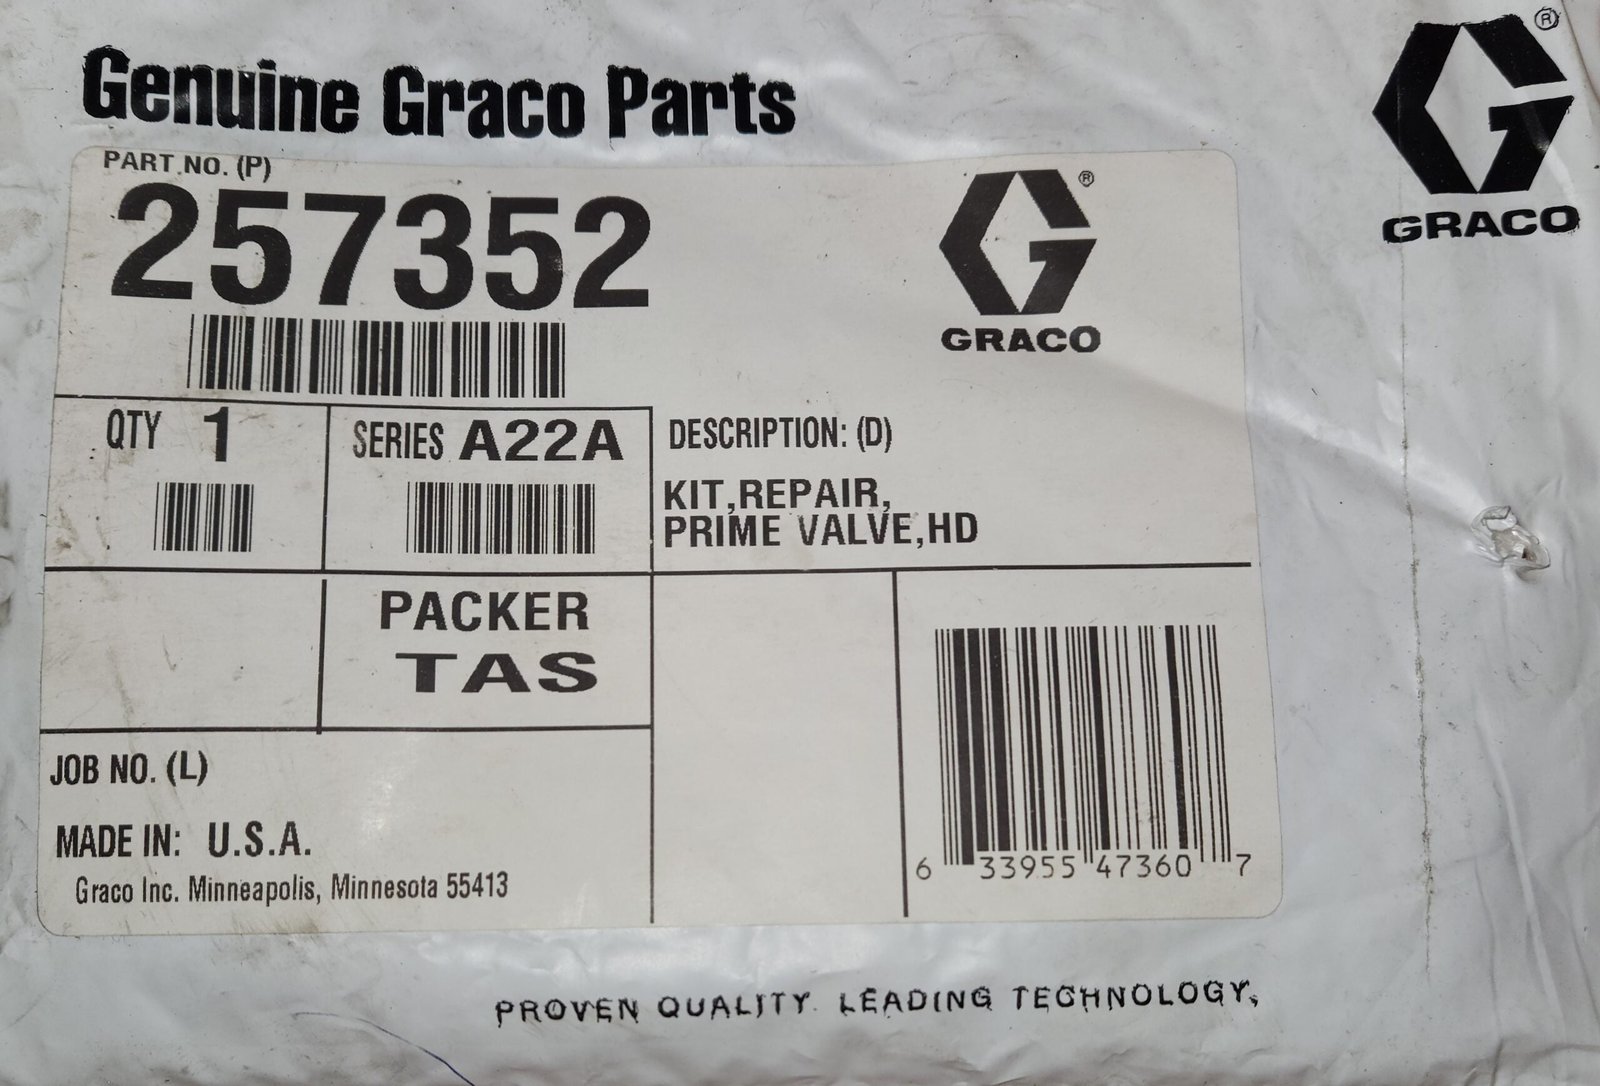 Genuine Graco Parts
®
GRACO
PART NO. (P)
257352
®
GRACO
QTY 1
SERIES A22A
DESCRIPTION: (D)
KIT,REPAIR,
PRIME VALVE,HD
PACKER
TAS
JOB NO. (L)
MADE IN: U.S.A.
Graco Inc. Minneapolis, Minnesota 55413
6 33955 47360 7
PROVEN QUALITY. LEADING TECHNOLOGY.